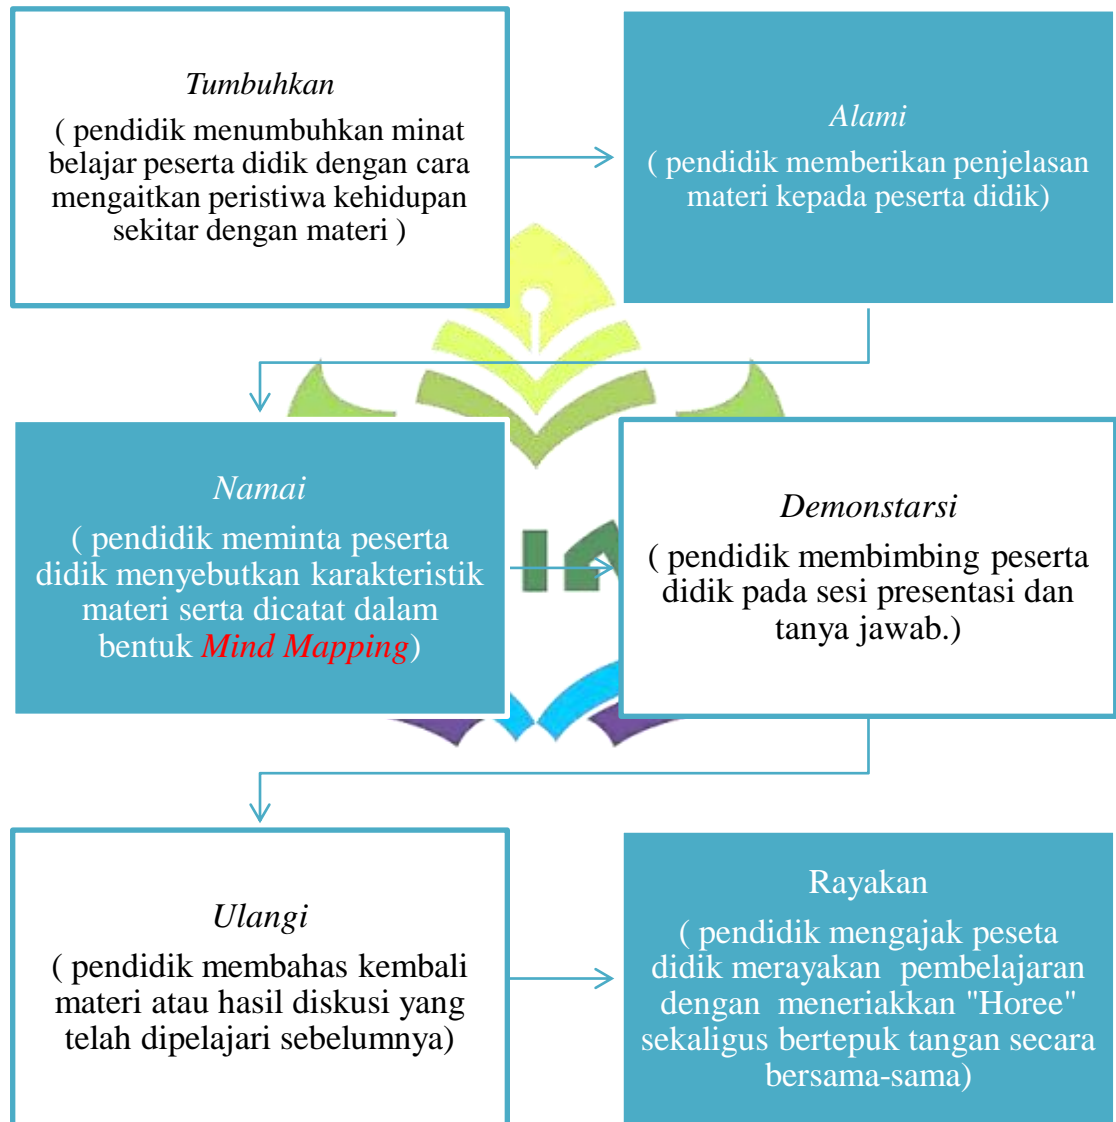 Tumbuhkan
( pendidik menumbuhkan minat
belajar peserta didik dengan cara
mengaitkan peristiwa kehidupan
sekitar dengan materi )
Alami
( pendidik memberikan penjelasan
materi kepada peserta didik)
Namai
( pendidik meminta peserta
didik menyebutkan karakteristik
materi serta dicatat dalam
bentuk Mind Mapping)
Demonstarsi
( pendidik membimbing peserta
didik pada sesi presentasi dan
tanya jawab.)
Ulangi
( pendidik membahas kembali
materi atau hasil diskusi yang
telah dipelajari sebelumnya)
Rayakan
( pendidik mengajak peseta
didik merayakan  pembelajaran
dengan  meneriakkan "Horee"
sekaligus bertepuk tangan secara
bersama-sama)